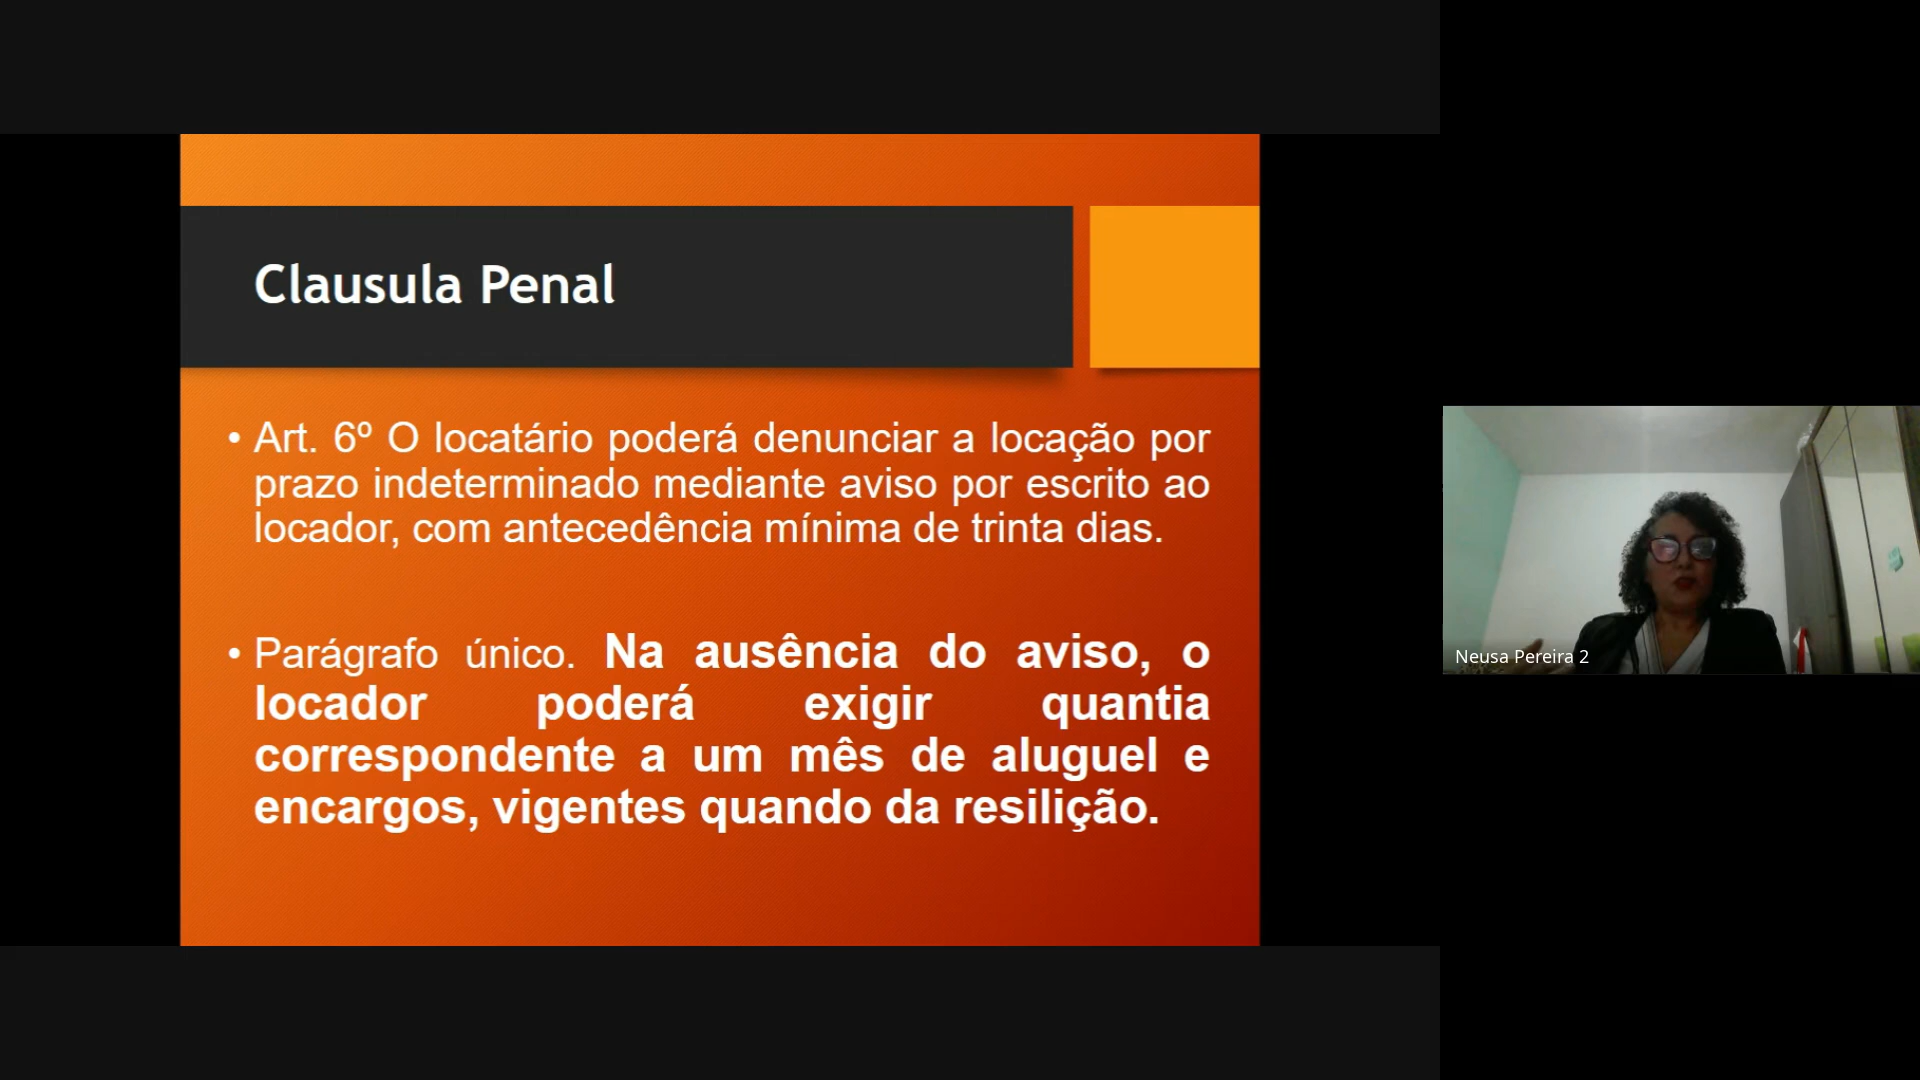 Clausula Penal
• Art. 6º O locatário poderá denunciar a locação por
prazo indeterminado mediante aviso por escrito ao
locador, com antecedência mínima de trinta dias.
• Parágrafo único. Na ausência do aviso, o
locador poderá exigir quantia
correspondente a um mês de aluguel e
encargos, vigentes quando da resilição.
Neusa Pereira 2